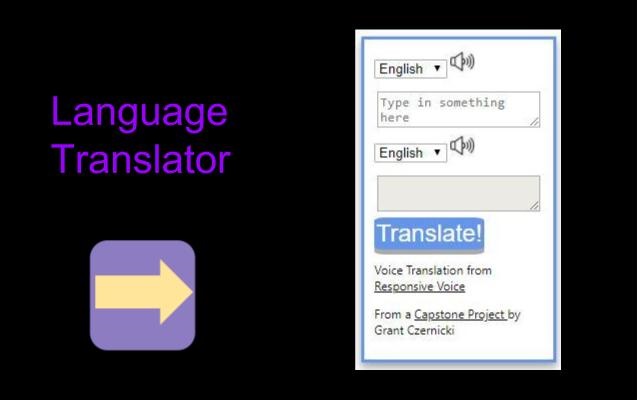 Language
Translator
English
Type in something
here
English
Translate!
Voice Translation from
Responsive Voice
From a Capstone Project by
Grant Czernicki